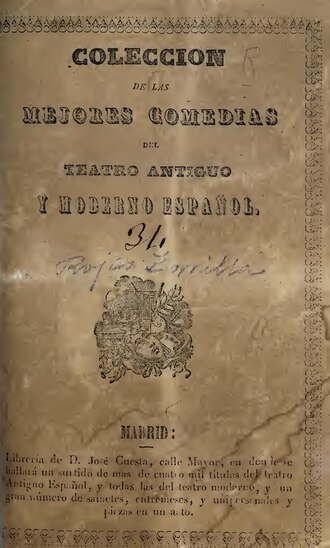 COLECCION
DE LAS
MEJORES COMEDIAS
DEL
TEATRO ANTIGUO
Y MODERNO ESPAÑOL.
31.
Rojas Zorrilla
MADRID:
Librería de D. José Cuesta, calle Mayor, en donde se
hallará un surtido de mas de cuatro mil títulos del teatro
Antiguo Español, y todas las del teatro moderno, y un
gran número de sainetes, entremeses, y unipersonales y
piezas en un acto.